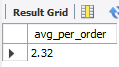 Result Grid
avg_per_order
2.32